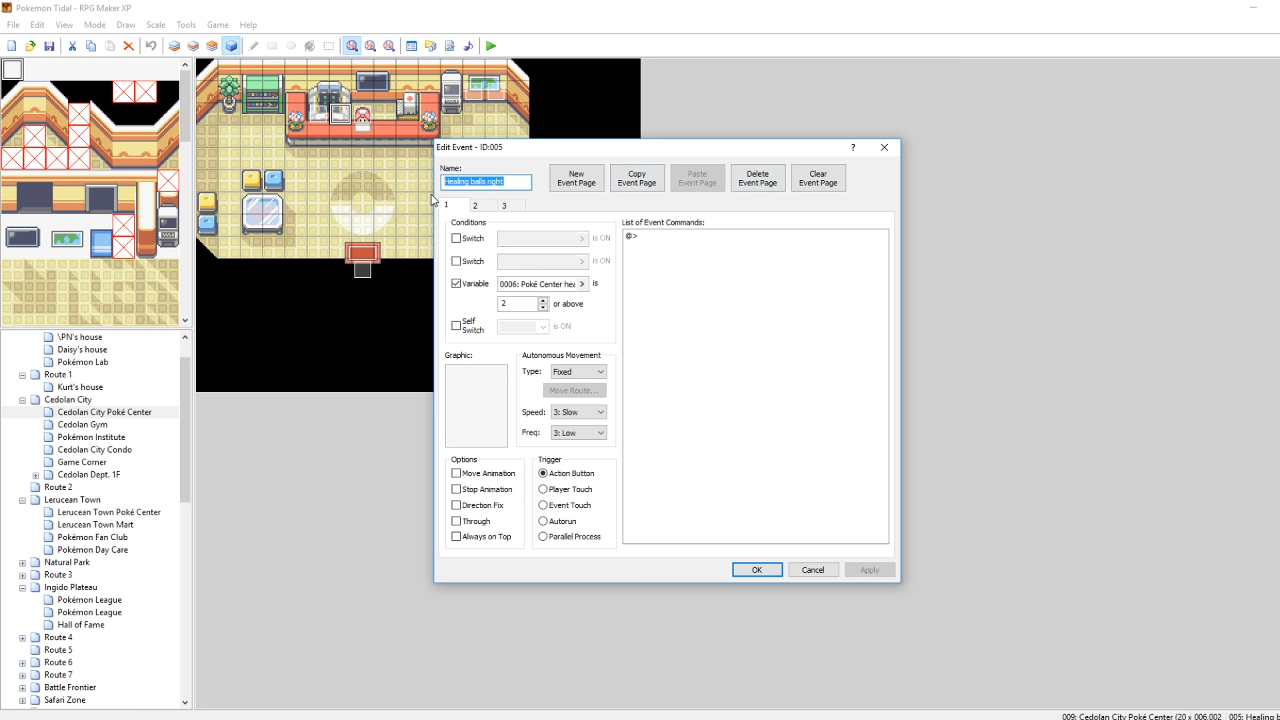 Pokemon Tidal - RPG Maker XP
File Edit View Mode Draw Scale Tools Game Help
Edit Event - ID:005
?
Name:
Healing balls right
New Event Page
Copy Event Page
Paste Event Page
Delete Event Page
Clear Event Page
1 2 3
Conditions
Switch is ON
Switch is ON
Variable 0006: Poké Center hea is
2 or above
Self Switch is ON
Graphic:
Autonomous Movement
Type: Fixed
Move Route...
Speed: 3: Slow
Freq: 3: Low
Options
Move Animation
Stop Animation
Direction Fix
Through
Always on Top
Trigger
Action Button
Player Touch
Event Touch
Autorun
Parallel Process
List of Event Commands:
@>
OK Cancel Apply
\PN's house
Daisy's house
Pokémon Lab
Route 1
Kurt's house
Cedolan City
Cedolan City Poké Center
Cedolan Gym
Pokémon Institute
Cedolan City Condo
Game Corner
Cedolan Dept. 1F
Route 2
Lerucean Town
Lerucean Town Poké Center
Lerucean Town Mart
Pokémon Fan Club
Pokémon Day Care
Natural Park
Route 3
Ingido Plateau
Pokémon League
Pokémon League
Hall of Fame
Route 4
Route 5
Route 6
Route 7
Battle Frontier
Safari Zone
009: Cedolan City Poké Center (20 x 006,002 005: Healing b